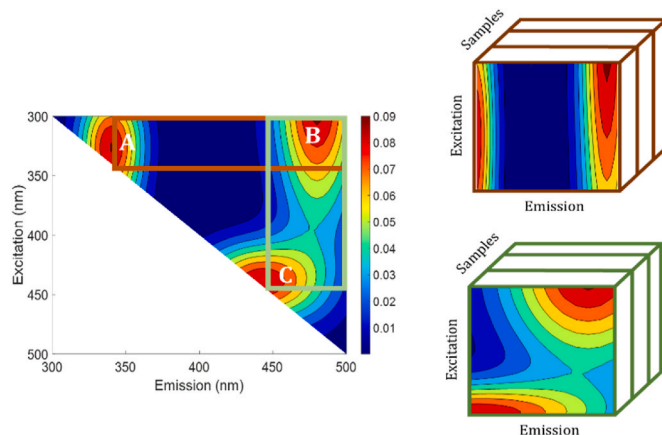 300
350
400
450
500
Excitation (nm)
A
B
C
300
350
400
450
500
Emission (nm)
0.09
0.08
0.07
0.06
0.05
0.04
0.03
0.02
0.01
Samples
Excitation
Emission
Samples
Excitation
Emission